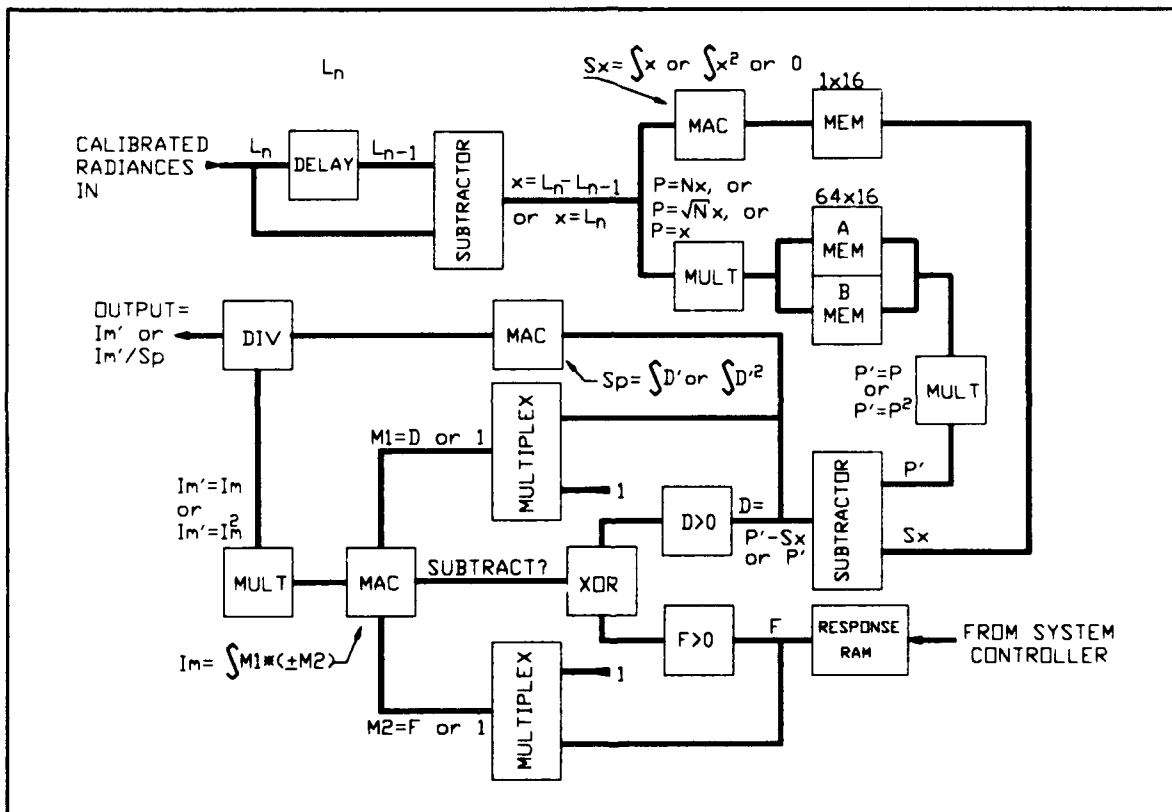 Ln
Sx= ∫x or ∫x² or 0
1x16
MAC
MEM
CALIBRATED
RADIANCES
IN
Ln
DELAY
Ln-1
SUBTRACTOR
x=Ln-Ln-1
or x=Ln
P=Nx, or
P=√Nx, or
P=x
MULT
64x16
A
MEM
B
MEM
OUTPUT=
Im' or
Im'/Sp
DIV
MAC
Sp= ∫D' or ∫D'²
P'=P
or
P'=P²
MULT
M1=D or 1
MULTIPLEX
1
P'
SUBTRACTOR
Sx
D>0
D=
P'-Sx
or P'
Im'=Im
or
Im'=Im²
MULT
MAC
SUBTRACT?
XOR
Im= ∫M1*(±M2)
F>0
F
RESPONSE
RAM
FROM SYSTEM
CONTROLLER
M2=F or 1
MULTIPLEX
1